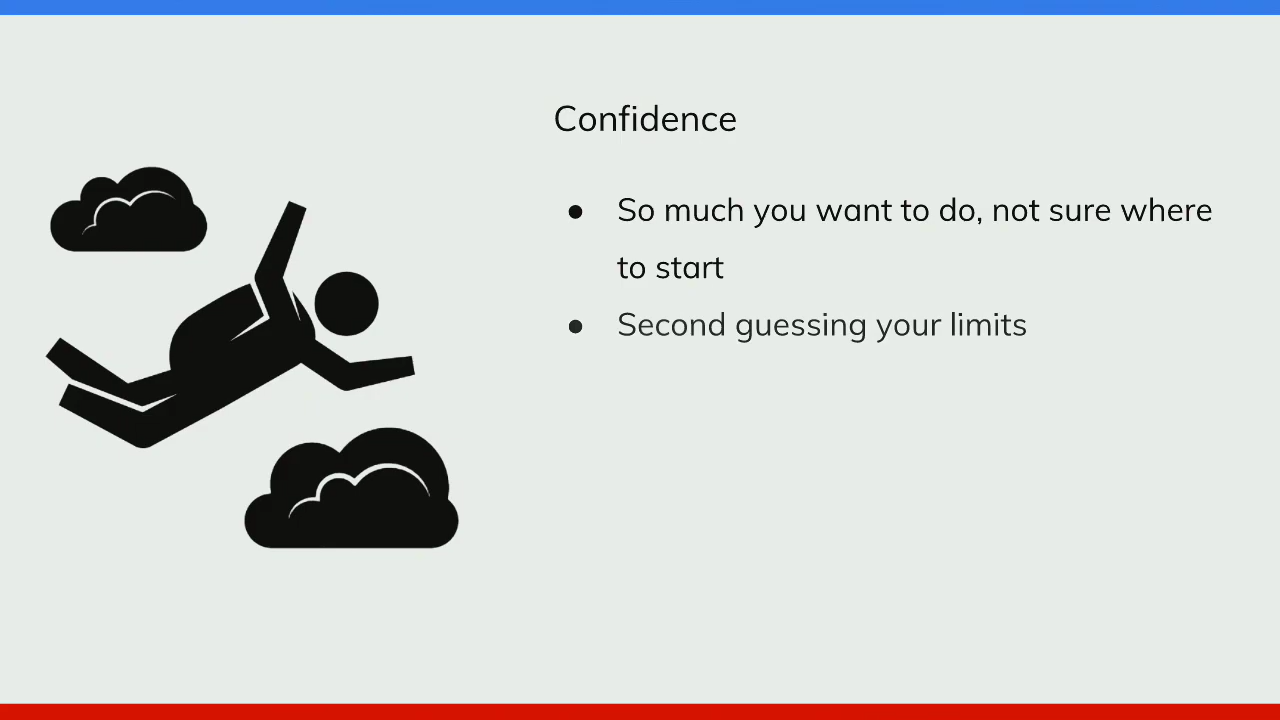 Confidence
● So much you want to do, not sure where
to start
● Second guessing your limits